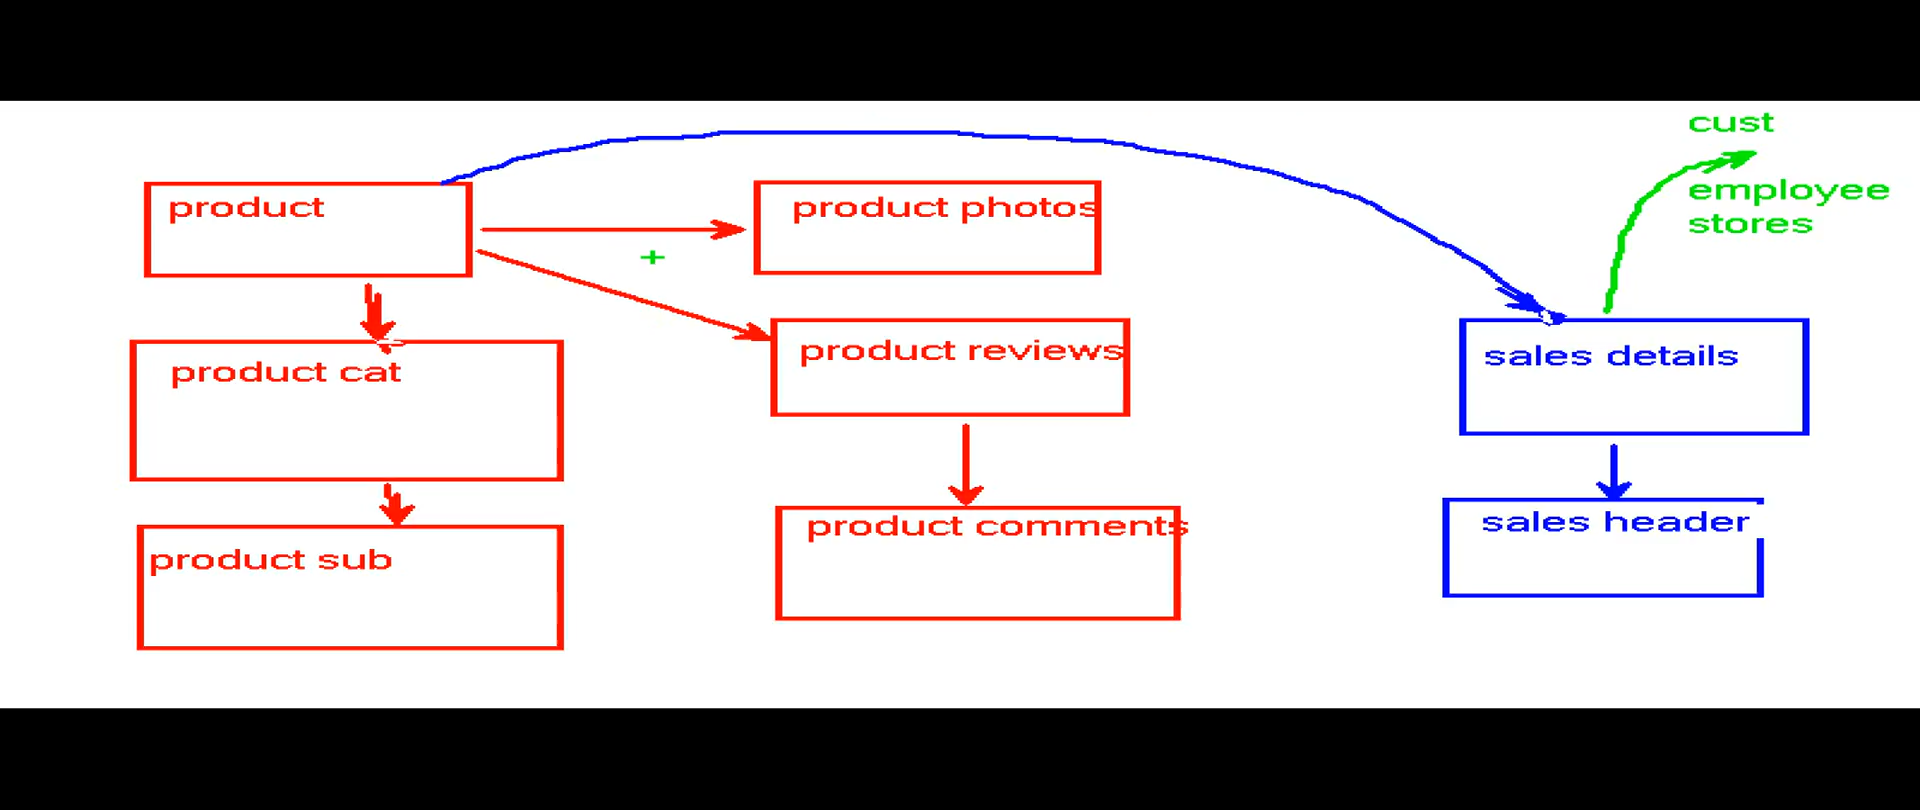 cust
product
product photos
employee
stores
+
product cat
product reviews
sales details
product sub
product comments
sales header